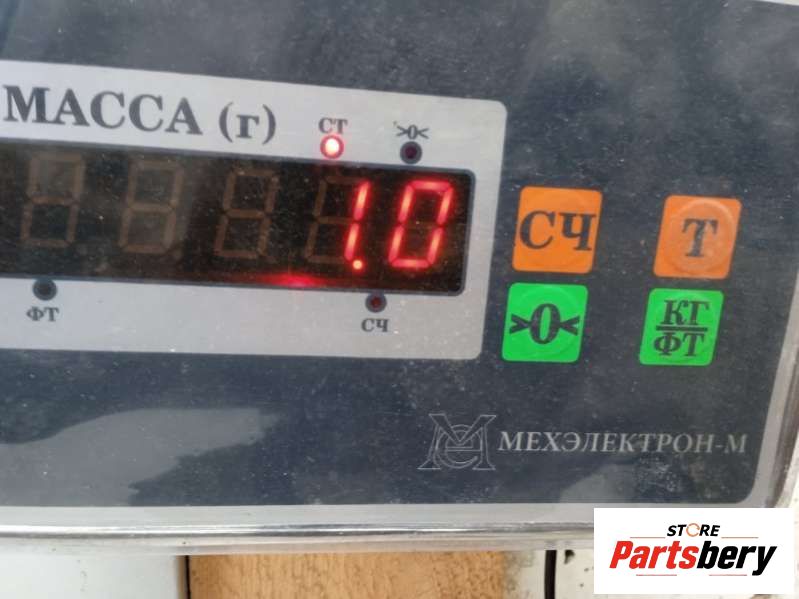 МАССА (г)
СТ >0<
1.0
ФТ СЧ
СЧ Т
>0< КГ
ФТ
МЕХЭЛЕКТРОН-М
STORE
Partsbery